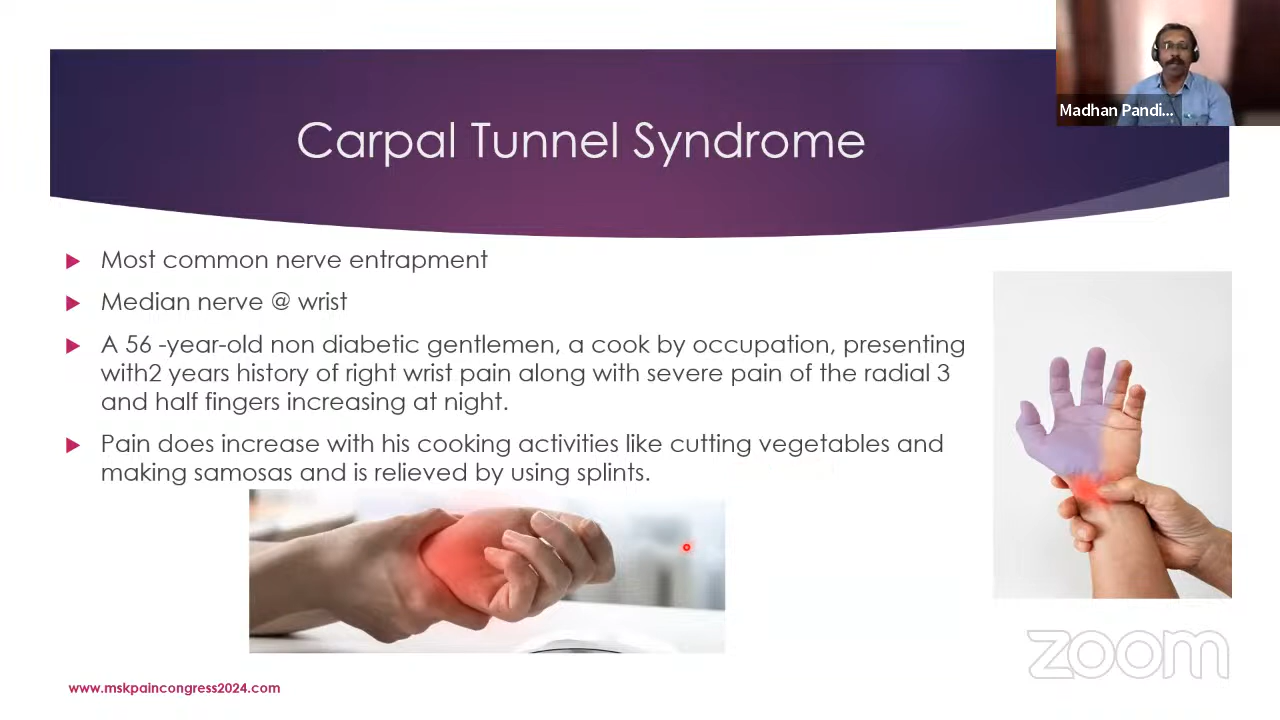 Madhan Pandi...
Carpal Tunnel Syndrome
Most common nerve entrapment
Median nerve @ wrist
A 56 -year-old non diabetic gentlemen, a cook by occupation, presenting
with2 years history of right wrist pain along with severe pain of the radial 3
and half fingers increasing at night.
Pain does increase with his cooking activities like cutting vegetables and
making samosas and is relieved by using splints.
zoom
www.mskpaincongress2024.com